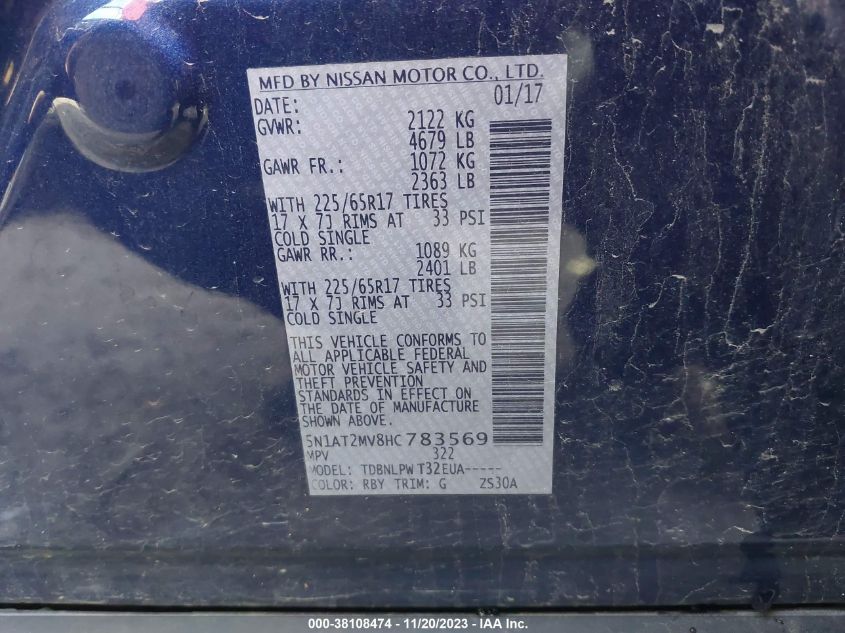 MFD BY NISSAN MOTOR CO., LTD.
DATE: 01/17
GVWR: 2122 KG
4679 LB
GAWR FR.: 1072 KG
2363 LB
WITH 225/65R17 TIRES
17 X 7J RIMS AT 33 PSI
COLD SINGLE
GAWR RR.: 1089 KG
2401 LB
WITH 225/65R17 TIRES
17 X 7J RIMS AT 33 PSI
COLD SINGLE
THIS VEHICLE CONFORMS TO
ALL APPLICABLE FEDERAL
MOTOR VEHICLE SAFETY AND
THEFT PREVENTION
STANDARDS IN EFFECT ON
THE DATE OF MANUFACTURE
SHOWN ABOVE.
5N1AT2MV8HC783569
MPV 322
MODEL: TDBNLPW T32EUA-----
COLOR: RBY TRIM: G ZS30A
000-38108474 - 11/20/2023 - IAA Inc.